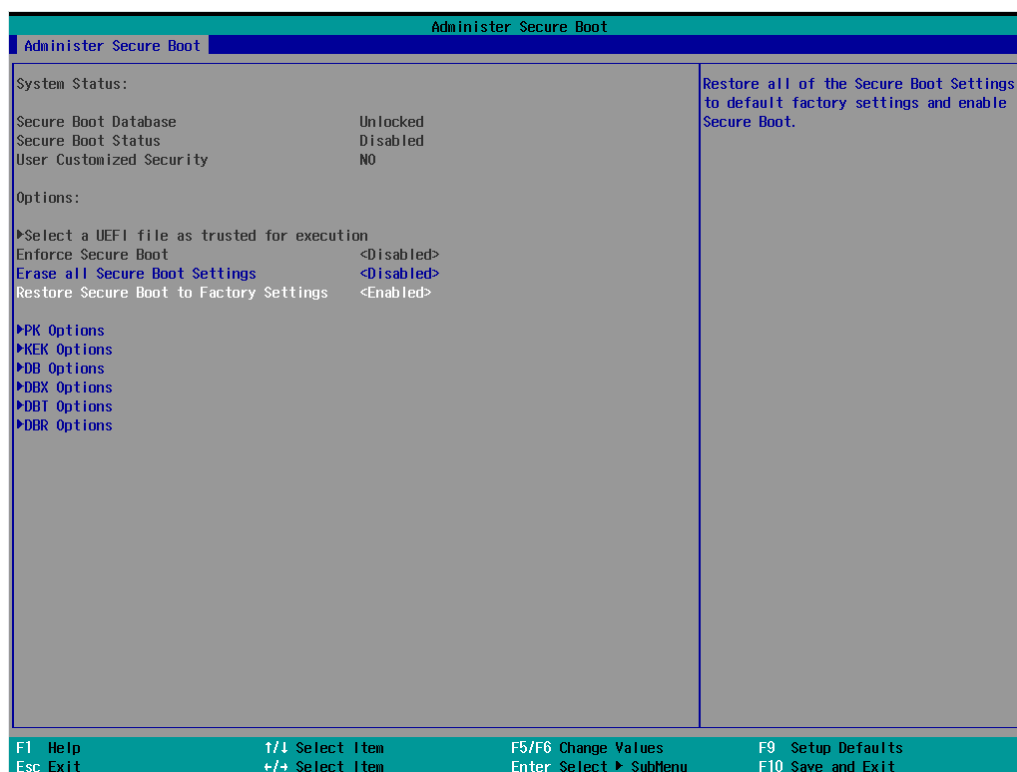 Administer Secure Boot
Administer Secure Boot
System Status:
Secure Boot Database Unlocked
Secure Boot Status Disabled
User Customized Security NO
Options:
▶Select a UEFI file as trusted for execution
Enforce Secure Boot <Disabled>
Erase all Secure Boot Settings <Disabled>
Restore Secure Boot to Factory Settings <Enabled>
▶PK Options
▶KEK Options
▶DB Options
▶DBX Options
▶DBT Options
▶DBR Options
Restore all of the Secure Boot Settings
to default factory settings and enable
Secure Boot.
F1 Help ↑/↓ Select Item F5/F6 Change Values F9 Setup Defaults
Esc Exit ←/→ Select Item Enter Select ▶ SubMenu F10 Save and Exit